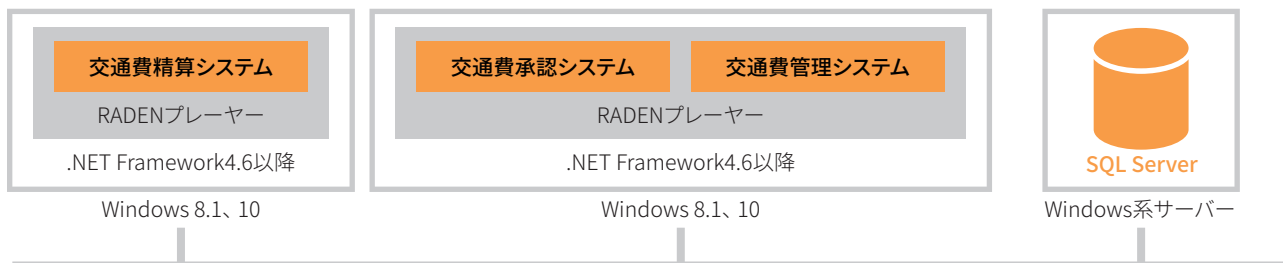 交通費精算システム
RADENプレーヤー
.NET Framework4.6以降
Windows 8.1、10
交通費承認システム
交通費管理システム
RADENプレーヤー
.NET Framework4.6以降
Windows 8.1、10
SQL Server
Windows系サーバー